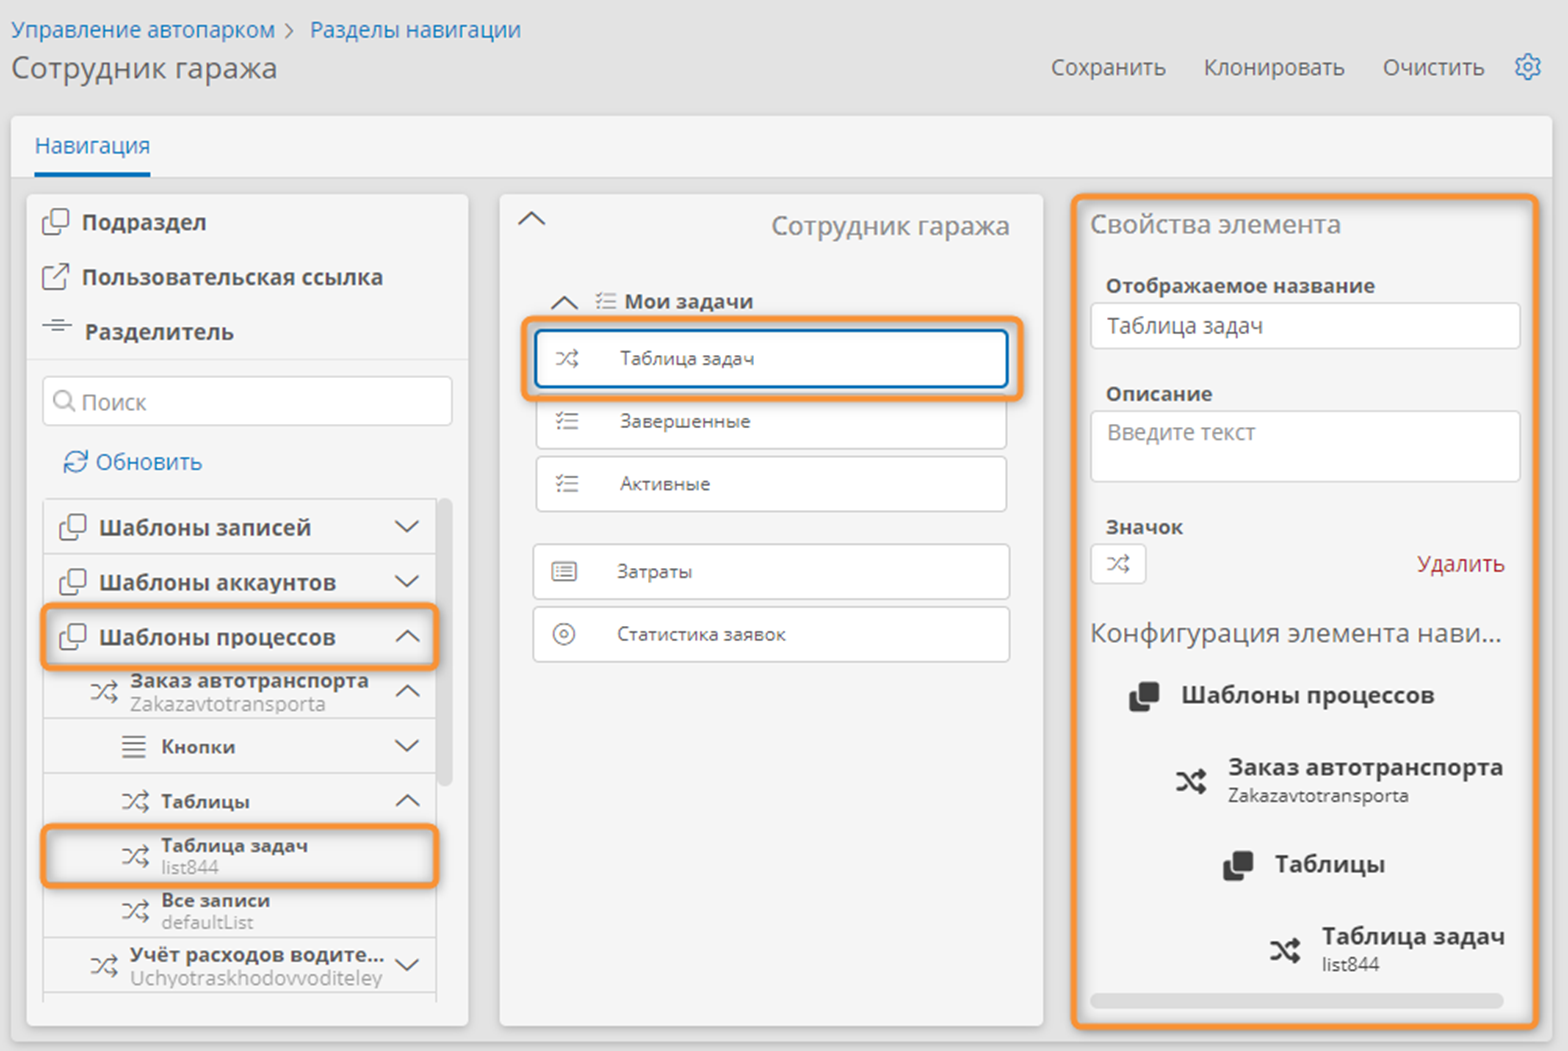 Управление автопарком > Разделы навигации
Сотрудник гаража
Сохранить Клонировать Очистить
Навигация
Подраздел
Пользовательская ссылка
Разделитель
Поиск
Обновить
Шаблоны записей
Шаблоны аккаунтов
Шаблоны процессов
Заказ автотранспорта
Zakazavtotransporta
Кнопки
Таблицы
Таблица задач
list844
Все записи
defaultList
Учёт расходов водите...
Uchyotraskhodovvoditeley
Сотрудник гаража
Мои задачи
Таблица задач
Завершенные
Активные
Затраты
Статистика заявок
Свойства элемента
Отображаемое название
Таблица задач
Описание
Введите текст
Значок
Удалить
Конфигурация элемента нави...
Шаблоны процессов
Заказ автотранспорта
Zakazavtotransporta
Таблицы
Таблица задач
list844